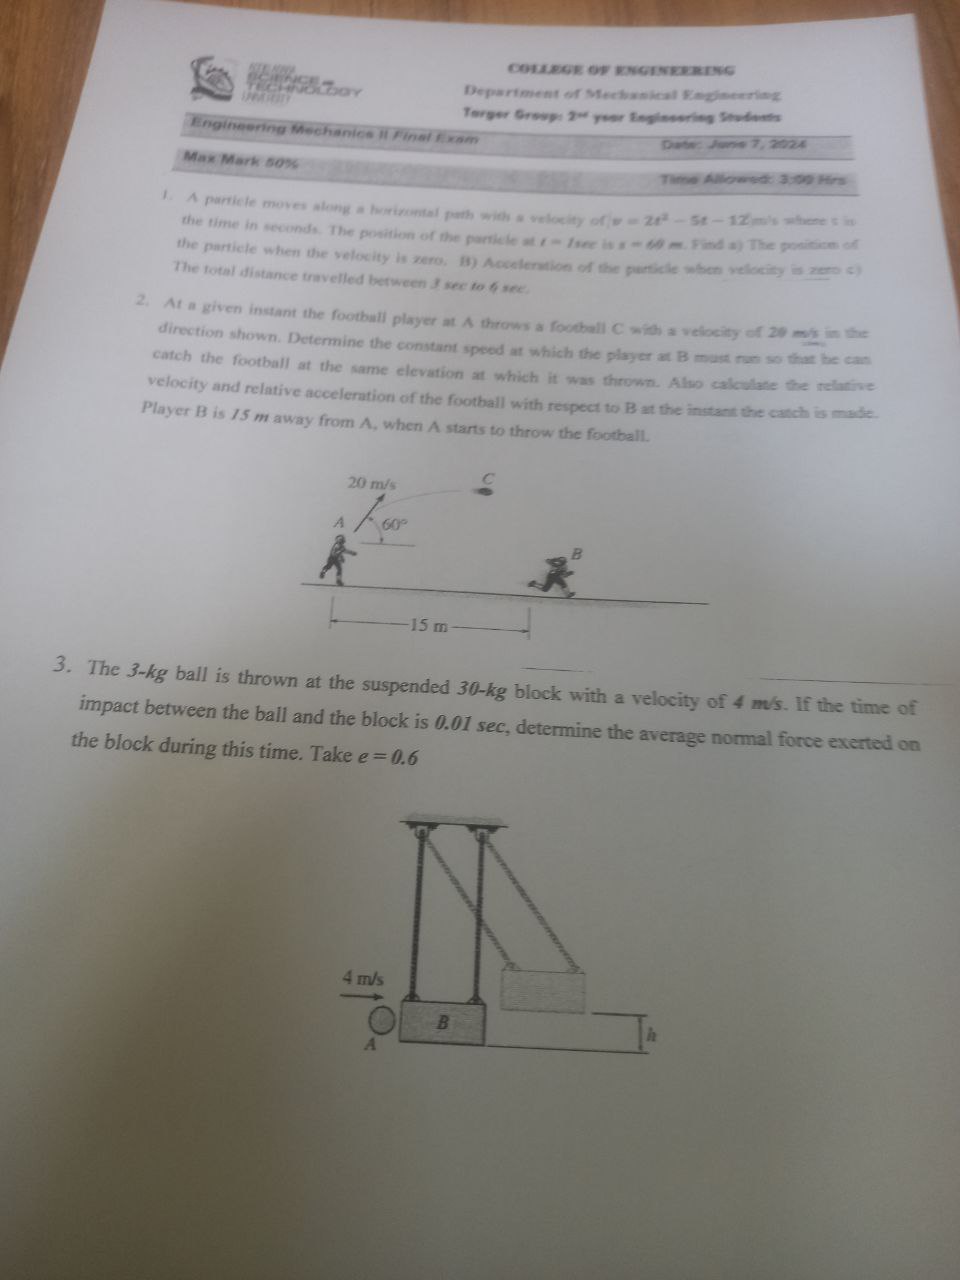 SCIENCE AND
TECHNOLOGY
UNIVERSITY
COLLEGE OF ENGINEERING
Department of Mechanical Engineering
Targer Group: 2nd year Engineering Students
Engineering Mechanics II Final Exam
Date: June 7, 2024
Max Mark 50%
Time Allowed: 3:00 Hrs
1. A particle moves along a horizontal path with a velocity of v = 2t² − 5t − 12 m/s where t is
the time in seconds. The position of the particle at t = 1sec is s = 60 m. Find a) The position of
the particle when the velocity is zero. B) Acceleration of the particle when velocity is zero c)
The total distance travelled between 3 sec to 6 sec.
2. At a given instant the football player at A throws a football C with a velocity of 20 m/s in the
direction shown. Determine the constant speed at which the player at B must run so that he can
catch the football at the same elevation at which it was thrown. Also calculate the relative
velocity and relative acceleration of the football with respect to B at the instant the catch is made.
Player B is 15 m away from A, when A starts to throw the football.
20 m/s
C
A
60°
B
15 m
3. The 3-kg ball is thrown at the suspended 30-kg block with a velocity of 4 m/s. If the time of
impact between the ball and the block is 0.01 sec, determine the average normal force exerted on
the block during this time. Take e = 0.6
4 m/s
A
B
h